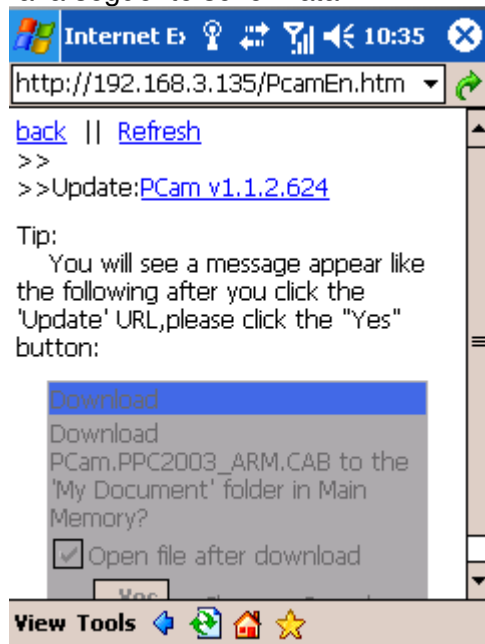 Internet E 10:35
http://192.168.3.135/PcamEn.htm
back || Refresh
>>
>>Update:PCam v1.1.2.624
Tip:
You will see a message appear like
the following after you click the
'Update' URL,please click the "Yes"
button:
Download
Download
PCam.PPC2003_ARM.CAB to the
'My Document' folder in Main
Memory?
Open file after download
Yes
View Tools